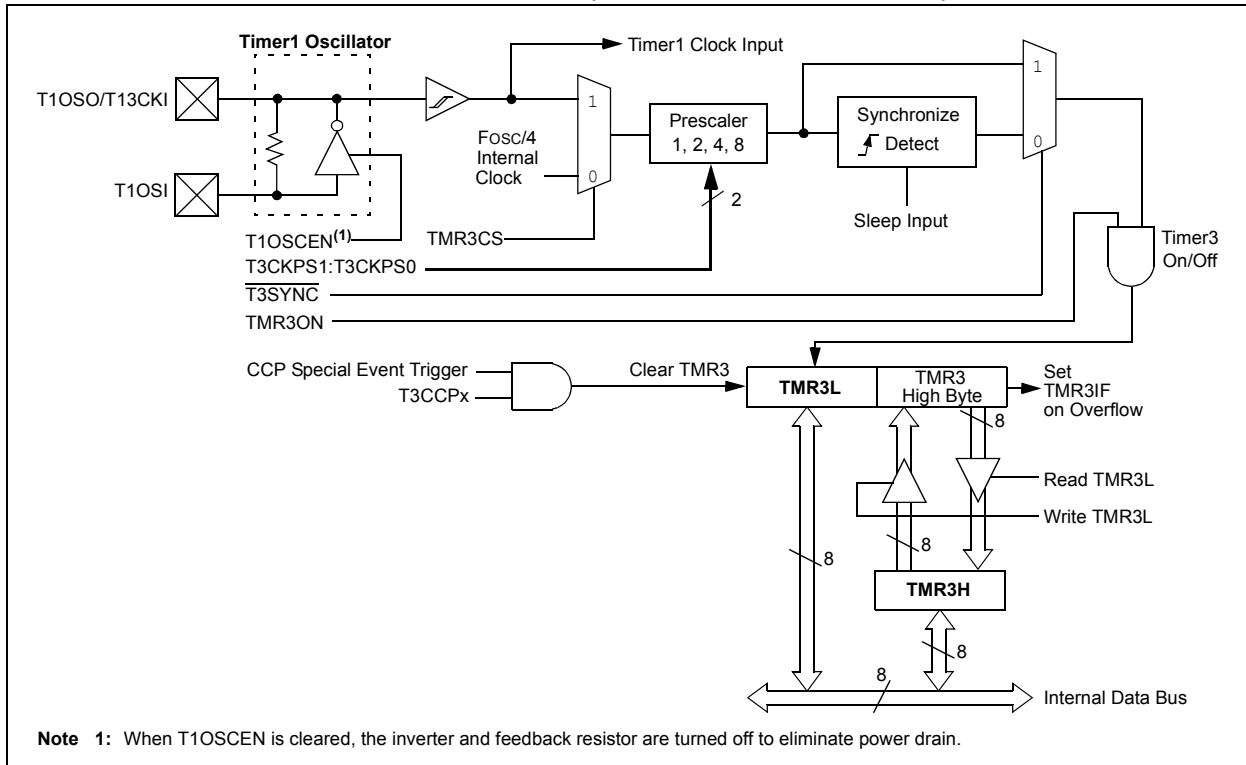 Timer1 Oscillator
Timer1 Clock Input
T1OSO/T13CKI
1
1
FOSC/4
Internal
Clock
0
Prescaler
1, 2, 4, 8
Synchronize
Detect
0
T1OSI
2
Sleep Input
T1OSCEN(1)
TMR3CS
Timer3
On/Off
T3CKPS1:T3CKPS0
T3SYNC
TMR3ON
CCP Special Event Trigger
T3CCPx
Clear TMR3
TMR3L
TMR3
High Byte
Set
TMR3IF
on Overflow
8
Read TMR3L
Write TMR3L
8
8
TMR3H
8
8
Internal Data Bus
Note 1: When T1OSCEN is cleared, the inverter and feedback resistor are turned off to eliminate power drain.